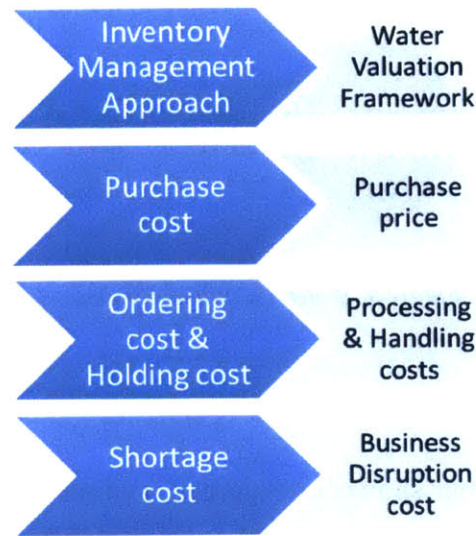 Inventory
Management
Approach
Water
Valuation
Framework
Purchase
cost
Purchase
price
Ordering
cost &
Holding cost
Processing
& Handling
costs
Shortage
cost
Business
Disruption
cost